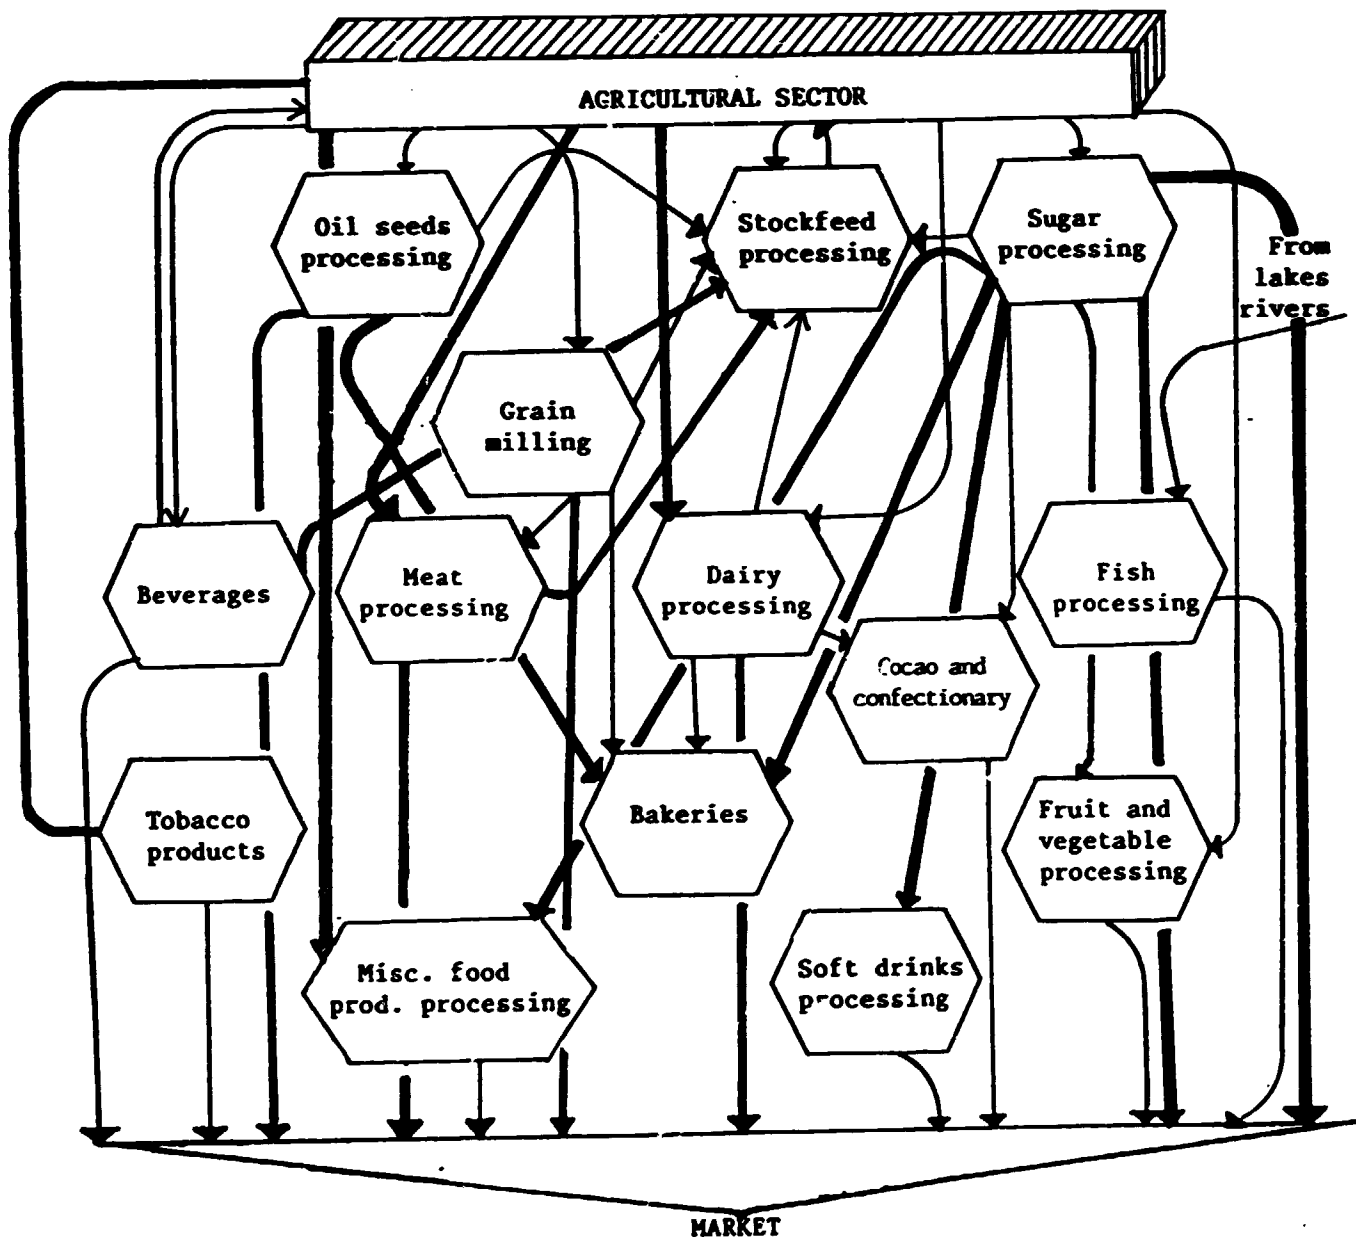 AGRICULTURAL SECTOR
Oil seeds
processing
Stockfeed
processing
Sugar
processing
From
lakes
rivers
Grain
milling
Beverages
Meat
processing
Dairy
processing
Fish
processing
Cocao and
confectionary
Tobacco
products
Bakeries
Fruit and
vegetable
processing
Misc. food
prod. processing
Soft drinks
processing
MARKET